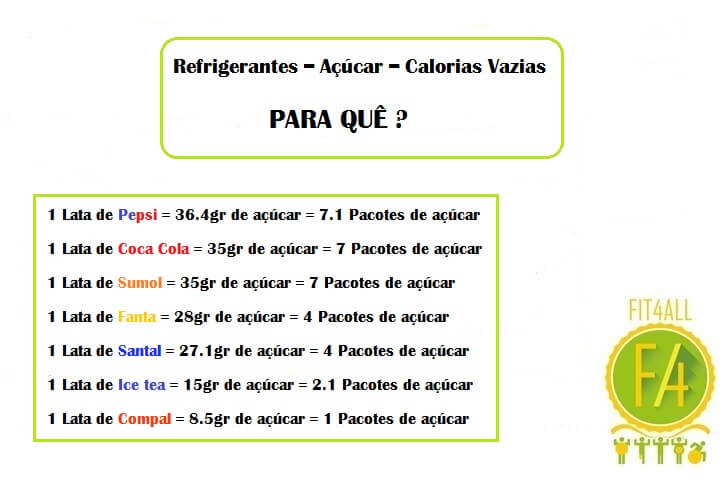 Refrigerantes – Açúcar – Calorias Vazias
PARA QUÊ ?
1 Lata de Pepsi = 36.4gr de açúcar = 7.1 Pacotes de açúcar
1 Lata de Coca Cola = 35gr de açúcar = 7 Pacotes de açúcar
1 Lata de Sumol = 35gr de açúcar = 7 Pacotes de açúcar
1 Lata de Fanta = 28gr de açúcar = 4 Pacotes de açúcar
1 Lata de Santal = 27.1gr de açúcar = 4 Pacotes de açúcar
1 Lata de Ice tea = 15gr de açúcar = 2.1 Pacotes de açúcar
1 Lata de Compal = 8.5gr de açúcar = 1 Pacotes de açúcar
FIT4ALL
F4